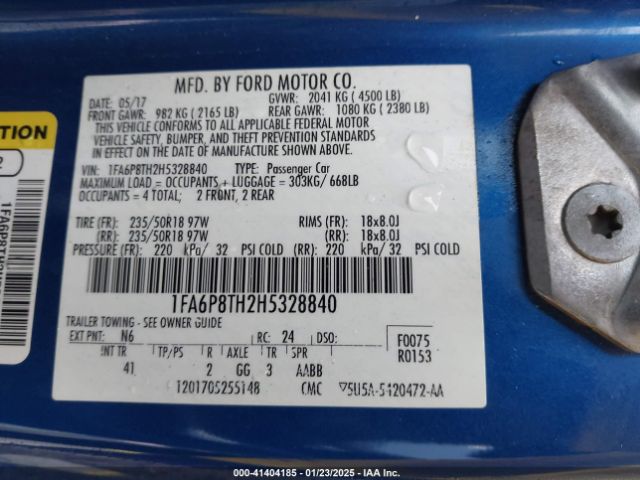 MFD. BY FORD MOTOR CO.
DATE: 05/17 GVWR: 2041 KG ( 4500 LB)
FRONT GAWR: 982 KG ( 2165 LB) REAR GAWR: 1080 KG ( 2380 LB)
THIS VEHICLE CONFORMS TO ALL APPLICABLE FEDERAL MOTOR
VEHICLE SAFETY, BUMPER, AND THEFT PREVENTION STANDARDS
IN EFFECT ON THE DATE OF MANUFACTURE SHOWN ABOVE.
VIN: 1FA6P8TH2H5328840 TYPE: Passenger Car
MAXIMUM LOAD = OCCUPANTS + LUGGAGE = 303KG/ 668LB
OCCUPANTS = 4 TOTAL; 2 FRONT, 2 REAR
TIRE (FR): 235/50R18 97W RIMS (FR): 18x8.0J
(RR): 235/50R18 97W (RR): 18x8.0J
PRESSURE (FR): 220 kPa/ 32 PSI COLD (RR): 220 kPa/ 32 PSI COLD
1FA6P8TH2H5328840
TRAILER TOWING - SEE OWNER GUIDE
EXT PNT: N6 RC: 24 DSO: F0075
R0153
INT TR TP/PS R AXLE TR SPR
41 2 GG 3 AABB
1201705255148 CMC 5U5A-5420472-AA
000-41404185 - 01/23/2025 - IAA Inc.